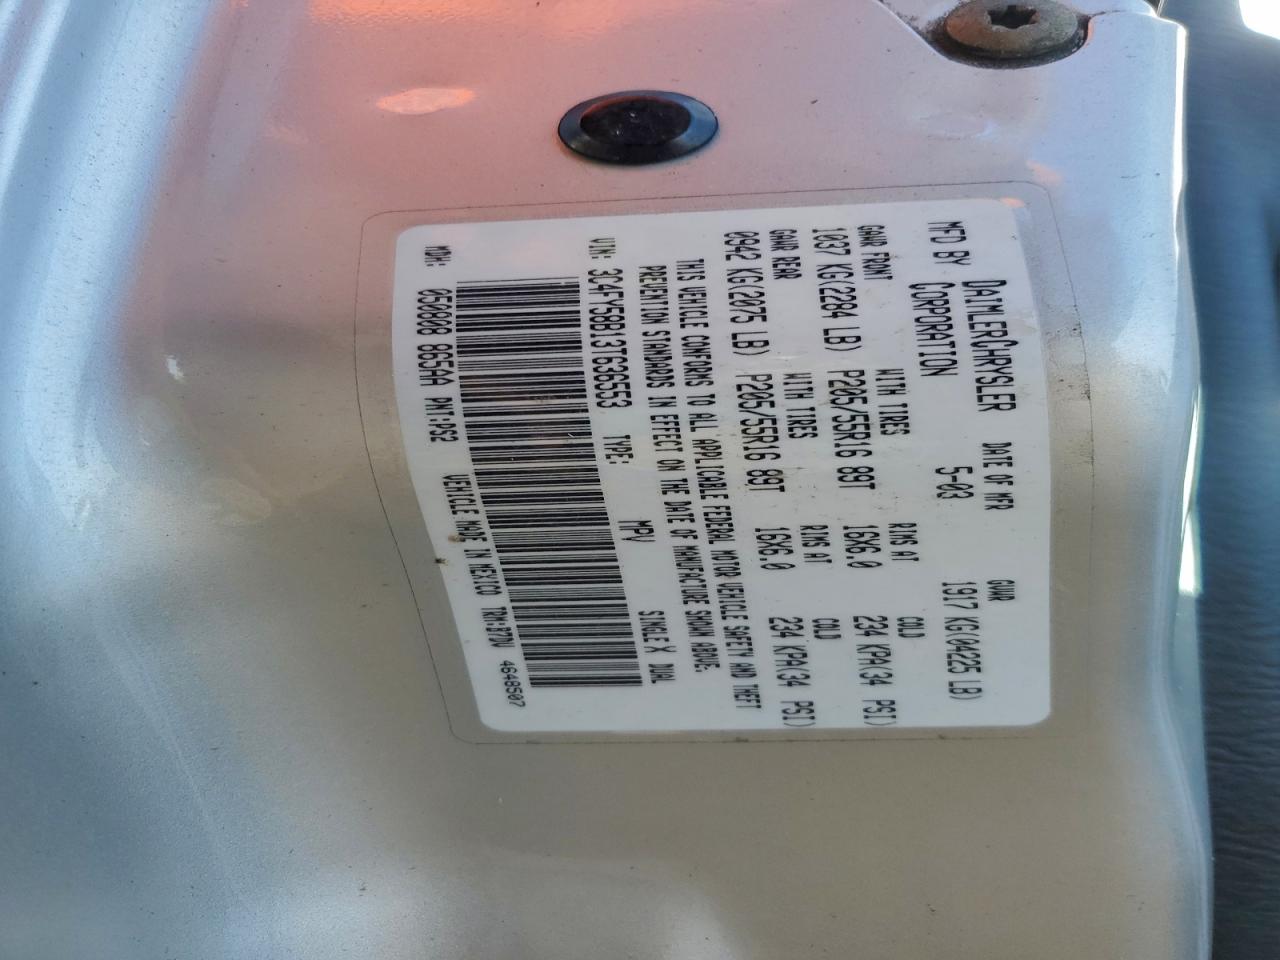 MFD BY DAIMLERCHRYSLER CORPORATION DATE OF MFR 5-03 GVWR 1917 KG(04225 LB)
GAWR FRONT WITH TIRES RIMS AT COLD
1037 KG(2284 LB) P205/55R16 89T 16X6.0 234 KPA(34 PSI)
GAWR REAR WITH TIRES RIMS AT COLD
0942 KG(2075 LB) P205/55R16 89T 16X6.0 234 KPA(34 PSI)
THIS VEHICLE CONFORMS TO ALL APPLICABLE FEDERAL MOTOR VEHICLE SAFETY AND THEFT
PREVENTION STANDARDS IN EFFECT ON THE DATE OF MANUFACTURE SHOWN ABOVE.
VIN: 3C4FY58B13T636553 TYPE: MPV SINGLE X DUAL
MDH: 050808 865AA PNT:PS2 VEHICLE MADE IN MEXICO TRM:B7DV 4648507